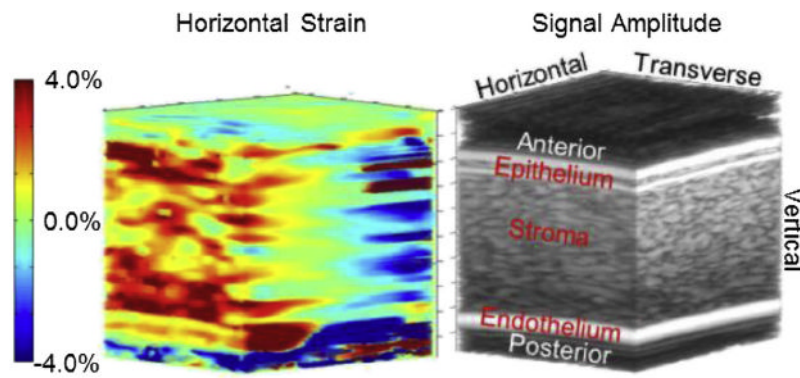 Horizontal Strain
Signal Amplitude
4.0%
0.0%
-4.0%
Horizontal
Transverse
Anterior
Epithelium
Stroma
Endothelium
Posterior
Vertical